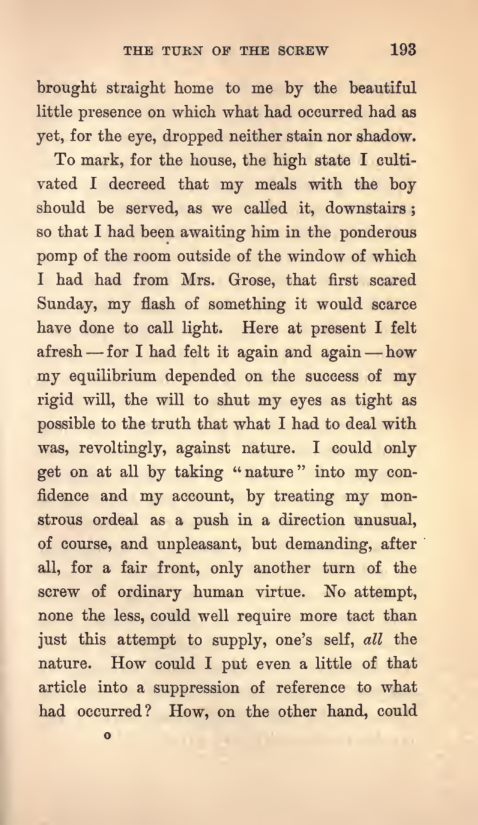 THE TURN OF THE SCREW 193
brought straight home to me by the beautiful
little presence on which what had occurred had as
yet, for the eye, dropped neither stain nor shadow.
To mark, for the house, the high state I culti-
vated I decreed that my meals with the boy
should be served, as we called it, downstairs;
so that I had been awaiting him in the ponderous
pomp of the room outside of the window of which
I had had from Mrs. Grose, that first scared
Sunday, my flash of something it would scarce
have done to call light. Here at present I felt
afresh—for I had felt it again and again—how
my equilibrium depended on the success of my
rigid will, the will to shut my eyes as tight as
possible to the truth that what I had to deal with
was, revoltingly, against nature. I could only
get on at all by taking “nature” into my con-
fidence and my account, by treating my mon-
strous ordeal as a push in a direction unusual,
of course, and unpleasant, but demanding, after
all, for a fair front, only another turn of the
screw of ordinary human virtue. No attempt,
none the less, could well require more tact than
just this attempt to supply, one’s self, all the
nature. How could I put even a little of that
article into a suppression of reference to what
had occurred? How, on the other hand, could
o